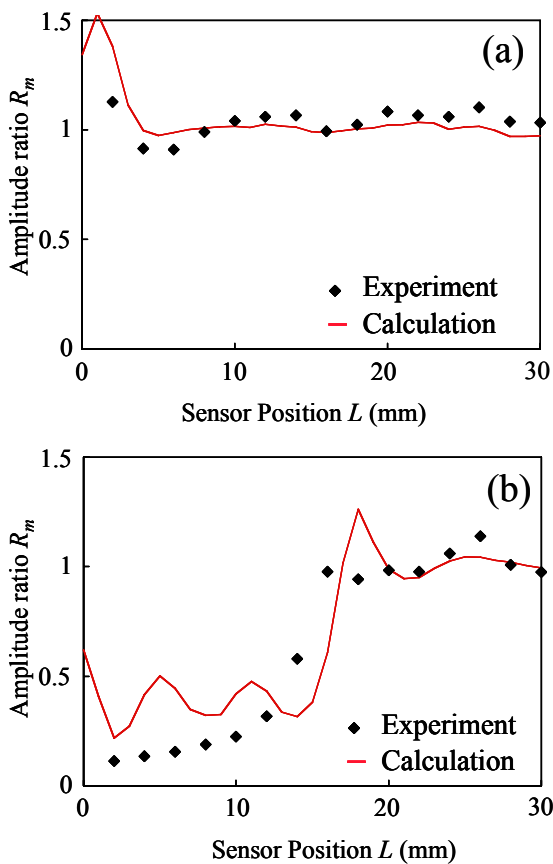 1.5
(a)
1
Amplitude ratio Rm
0.5
Experiment
Calculation
0
0
10
20
30
Sensor Position L (mm)
1.5
(b)
1
Amplitude ratio Rm
0.5
Experiment
Calculation
0
0
10
20
30
Sensor Position L (mm)